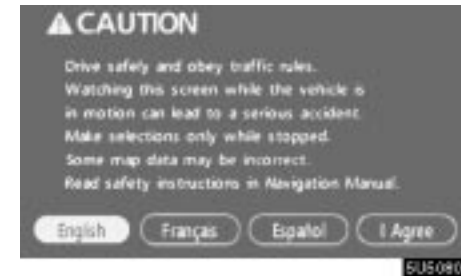 CAUTION
Drive safely and obey traffic rules.
Watching this screen while the vehicle is
in motion can lead to a serious accident.
Make selections only while stopped.
Some map data may be incorrect.
Read safety instructions in Navigation Manual.
English Français Español I Agree
5U5080